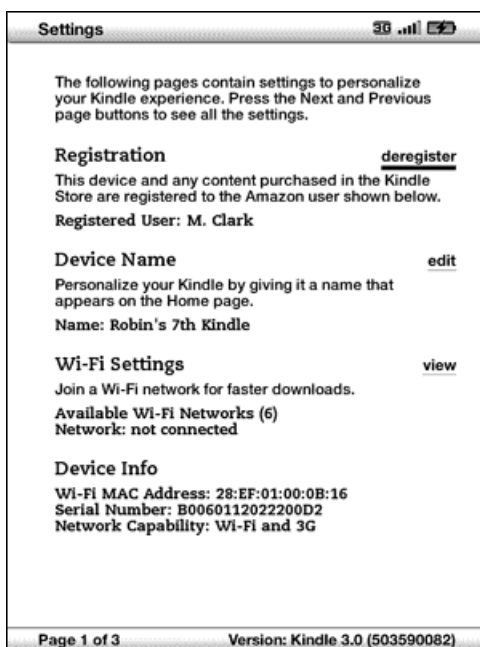 Settings 3G
The following pages contain settings to personalize
your Kindle experience. Press the Next and Previous
page buttons to see all the settings.
Registration deregister
This device and any content purchased in the Kindle
Store are registered to the Amazon user shown below.
Registered User: M. Clark
Device Name edit
Personalize your Kindle by giving it a name that
appears on the Home page.
Name: Robin's 7th Kindle
Wi-Fi Settings view
Join a Wi-Fi network for faster downloads.
Available Wi-Fi Networks (6)
Network: not connected
Device Info
Wi-Fi MAC Address: 28:EF:01:00:0B:16
Serial Number: B0060112022200D2
Network Capability: Wi-Fi and 3G
Page 1 of 3 Version: Kindle 3.0 (503590082)